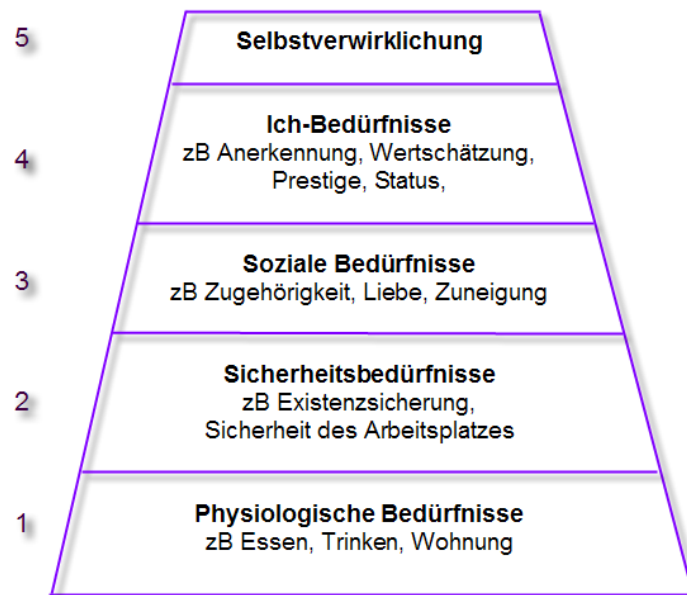 5
Selbstverwirklichung
4
Ich-Bedürfnisse
zB Anerkennung, Wertschätzung,
Prestige, Status,
3
Soziale Bedürfnisse
zB Zugehörigkeit, Liebe, Zuneigung
2
Sicherheitsbedürfnisse
zB Existenzsicherung,
Sicherheit des Arbeitsplatzes
1
Physiologische Bedürfnisse
zB Essen, Trinken, Wohnung